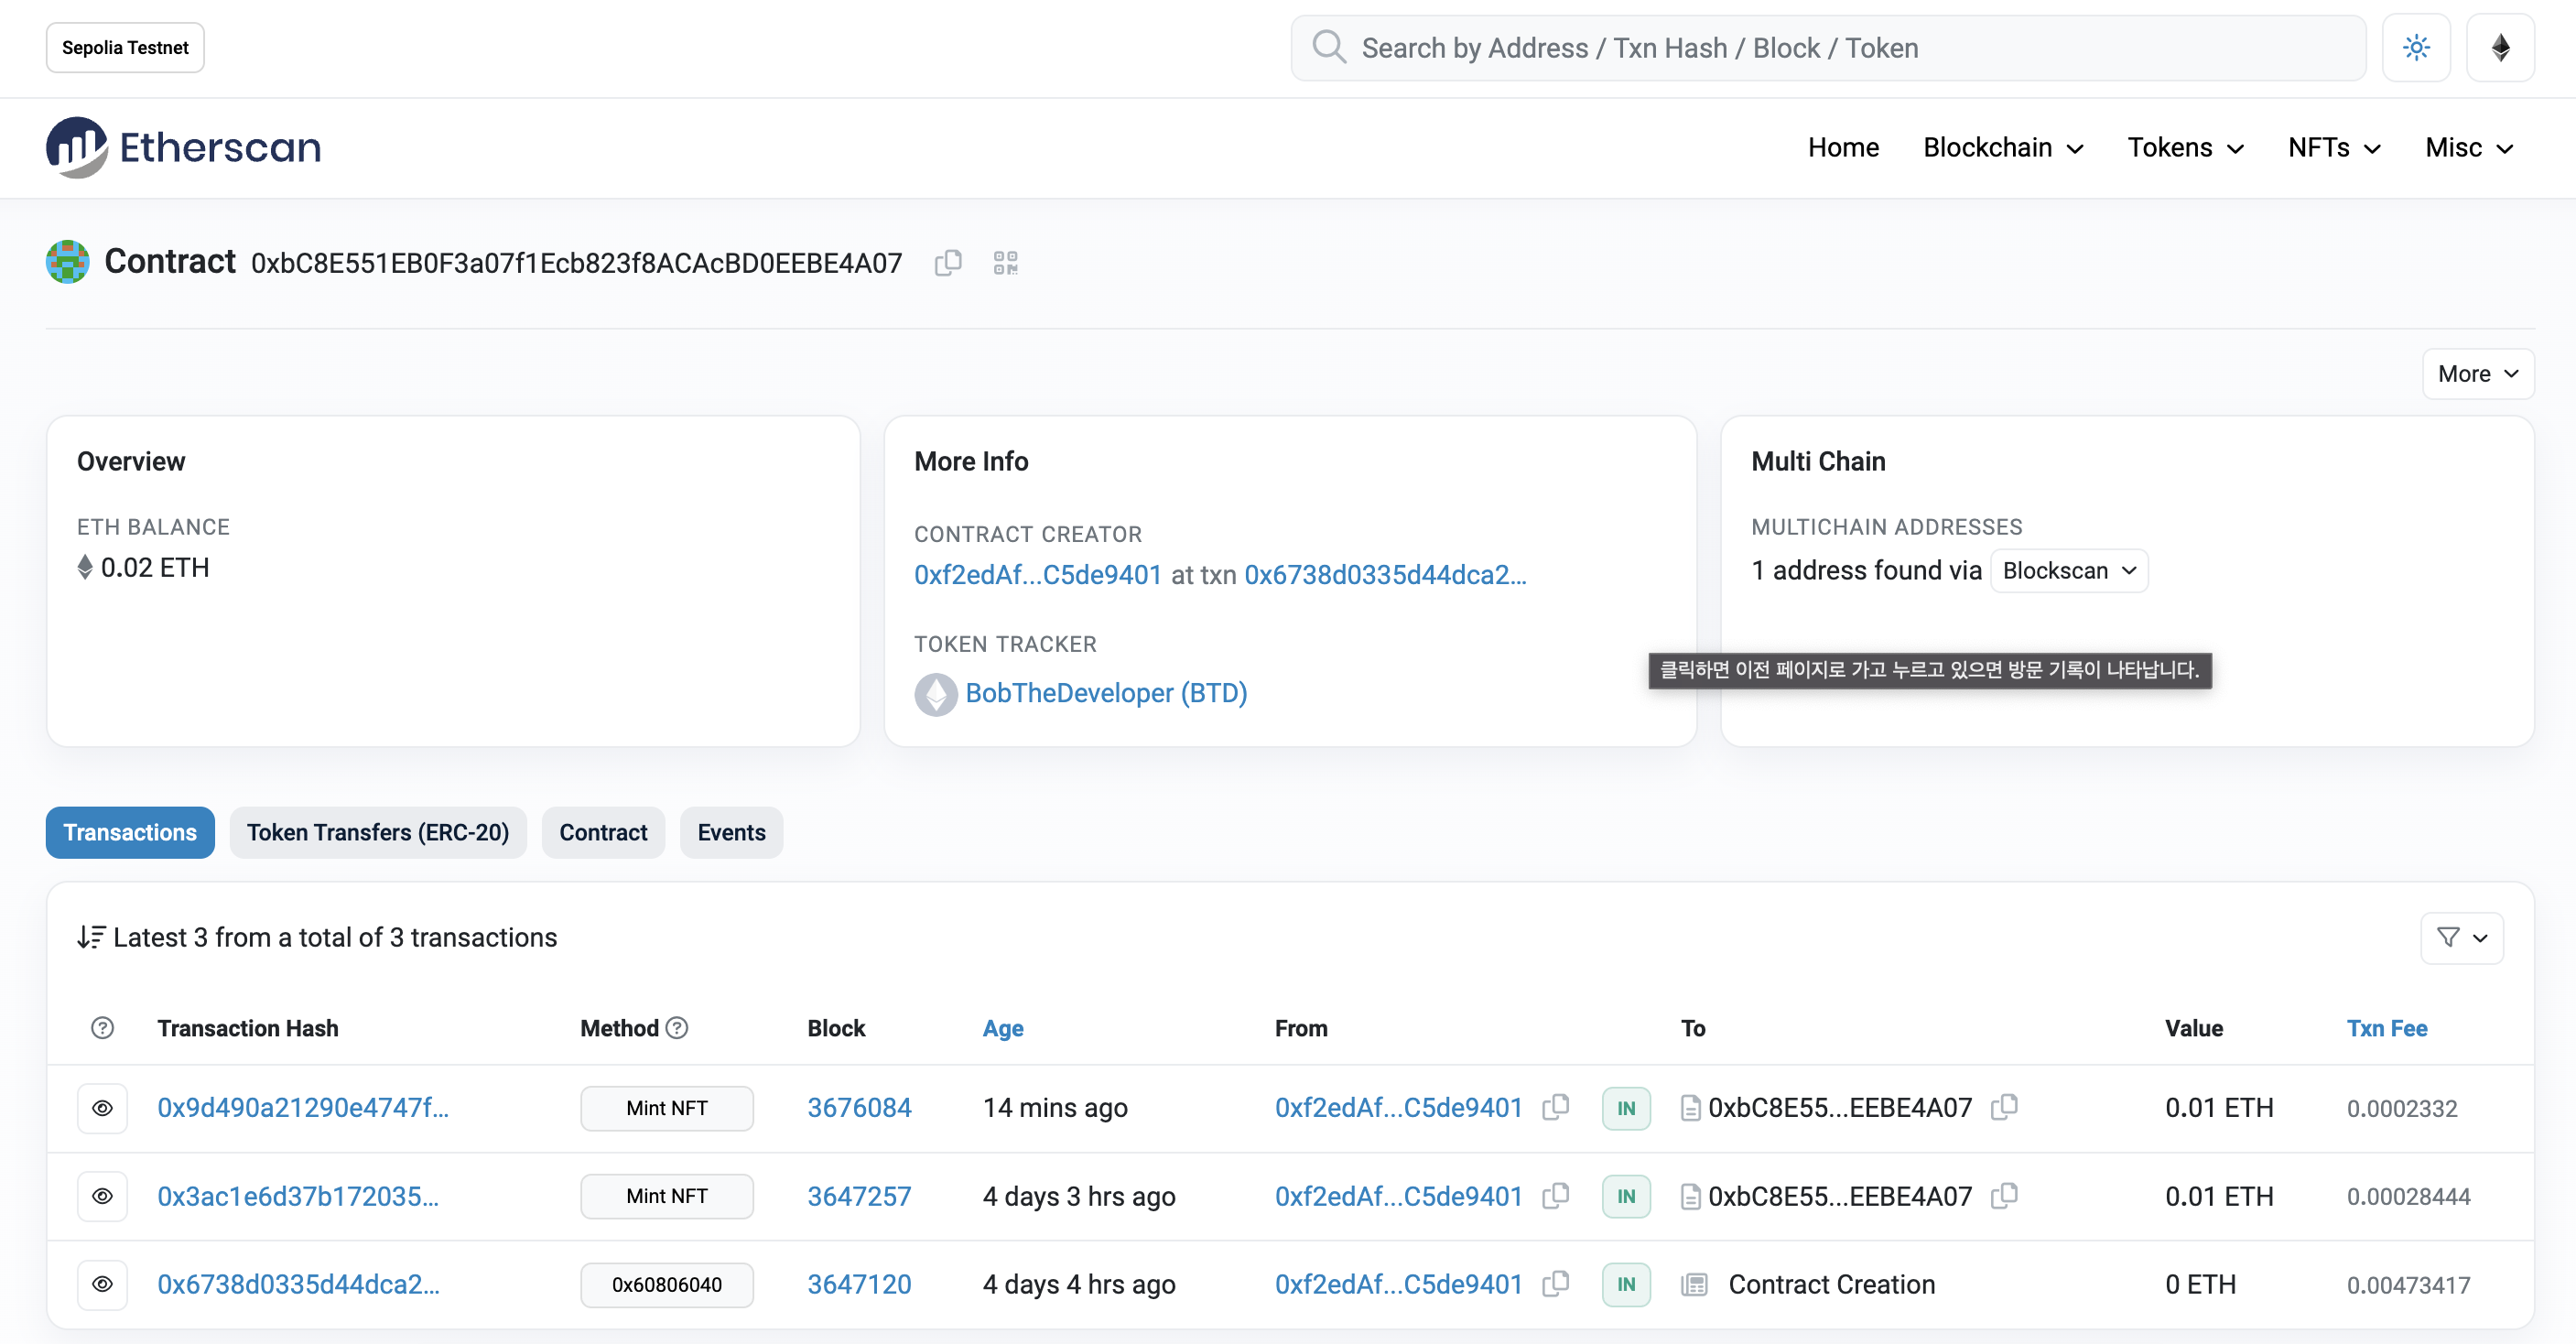 Sepolia Testnet
Search by Address / Txn Hash / Block / Token
Etherscan
Home Blockchain Tokens NFTs Misc
Contract 0xbC8E551EB0F3a07f1Ecb823f8ACAcBD0EEBE4A07
More
Overview
ETH BALANCE
0.02 ETH
More Info
CONTRACT CREATOR
0xf2edAf...C5de9401 at txn 0x6738d0335d44dca2...
TOKEN TRACKER
BobTheDeveloper (BTD)
Multi Chain
MULTICHAIN ADDRESSES
1 address found via Blockscan
클릭하면 이전 페이지로 가고 누르고 있으면 방문 기록이 나타납니다.
Transactions Token Transfers (ERC-20) Contract Events
Latest 3 from a total of 3 transactions
Transaction Hash Method Block Age From To Value Txn Fee
0x9d490a21290e4747f... Mint NFT 3676084 14 mins ago 0xf2edAf...C5de9401 IN 0xbC8E55...EEBE4A07 0.01 ETH 0.0002332
0x3ac1e6d37b172035... Mint NFT 3647257 4 days 3 hrs ago 0xf2edAf...C5de9401 IN 0xbC8E55...EEBE4A07 0.01 ETH 0.00028444
0x6738d0335d44dca2... 0x60806040 3647120 4 days 4 hrs ago 0xf2edAf...C5de9401 IN Contract Creation 0 ETH 0.00473417